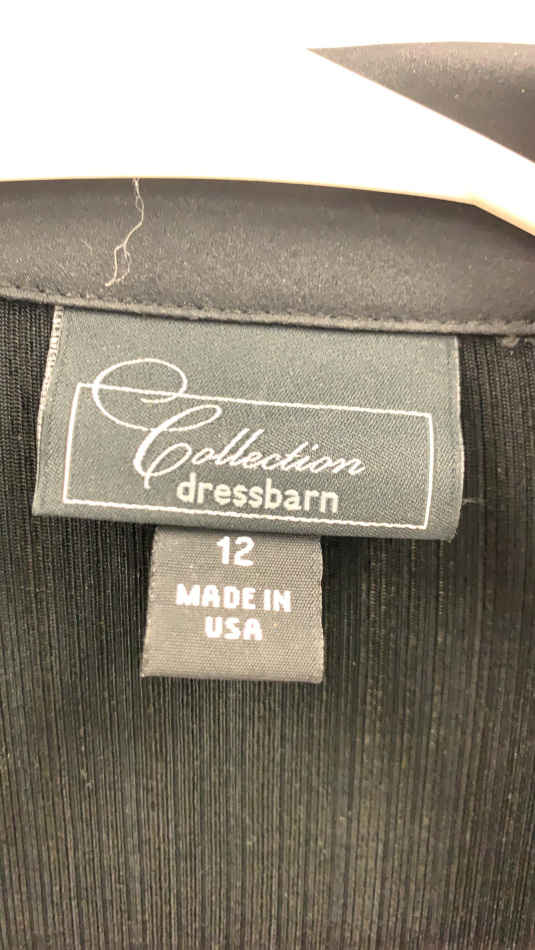 Collection
dressbarn
12
MADE IN
USA